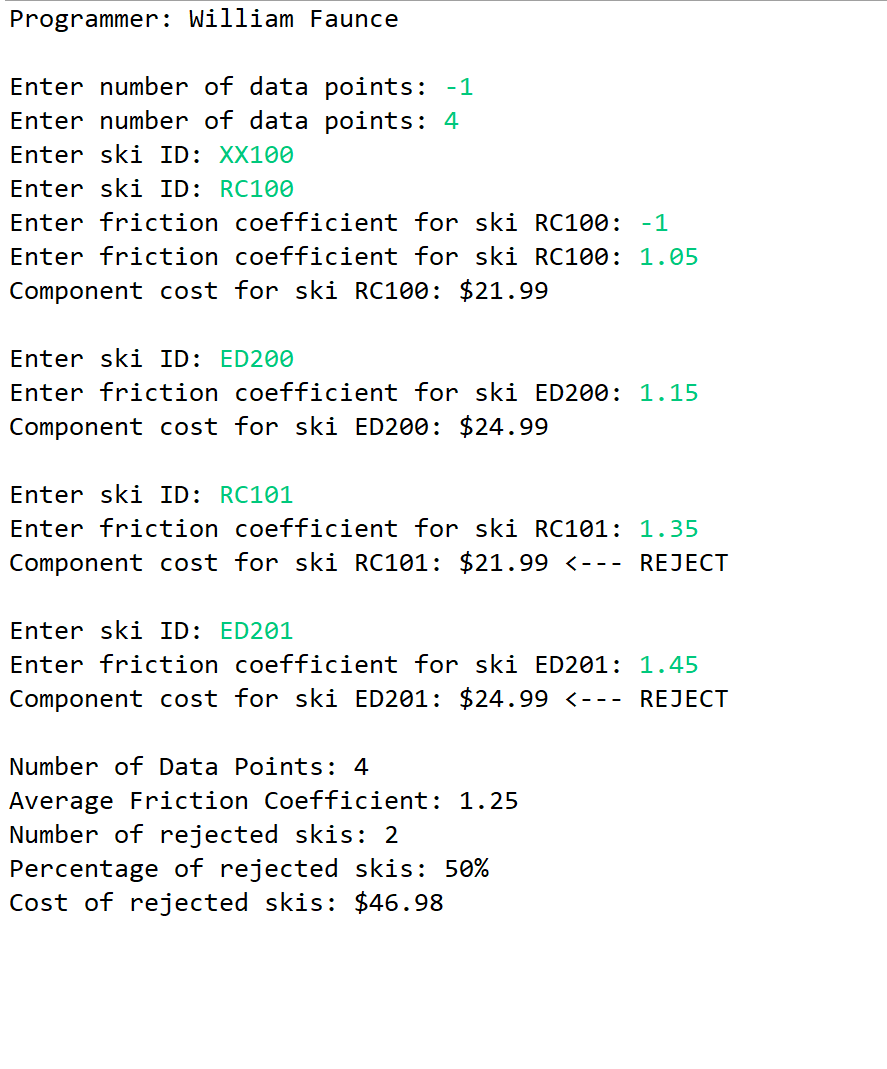 Programmer: William Faunce
Enter number of data points: -1
Enter number of data points: 4
Enter ski ID: XX100
Enter ski ID: RC100
Enter friction coefficient for ski RC100: -1
Enter friction coefficient for ski RC100: 1.05
Component cost for ski RC100: $21.99
Enter ski ID: ED200
Enter friction coefficient for ski ED200: 1.15
Component cost for ski ED200: $24.99
Enter ski ID: RC101
Enter friction coefficient for ski RC101: 1.35
Component cost for ski RC101: $21.99 <--- REJECT
Enter ski ID: ED201
Enter friction coefficient for ski ED201: 1.45
Component cost for ski ED201: $24.99 <--- REJECT
Number of Data Points: 4
Average Friction Coefficient: 1.25
Number of rejected skis: 2
Percentage of rejected skis: 50%
Cost of rejected skis: $46.98